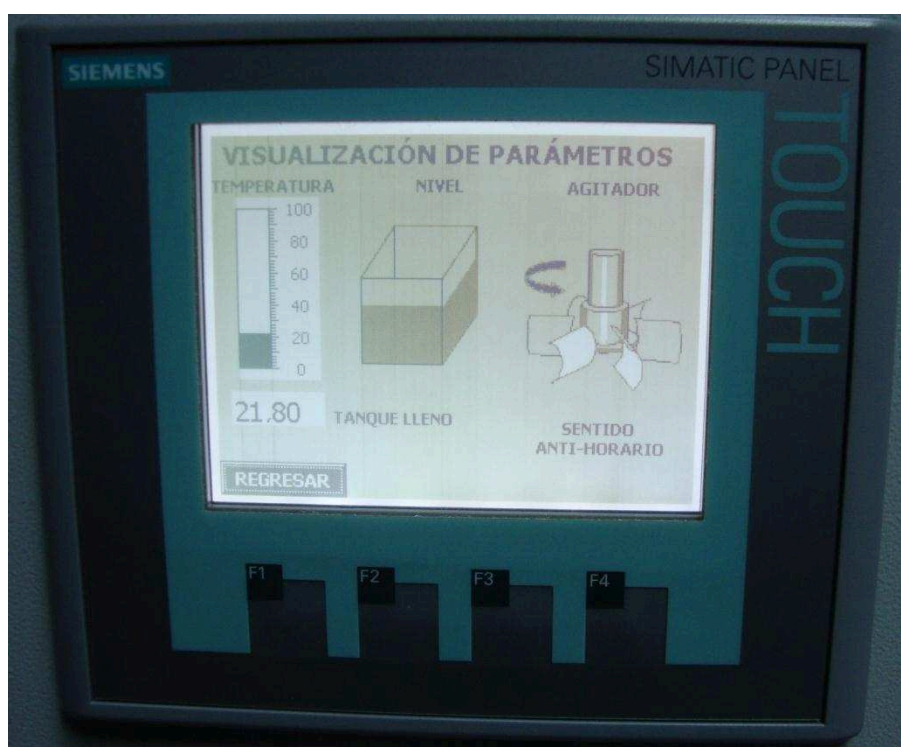 SIEMENS
SIMATIC PANEL
TOUCH
VISUALIZACIÓN DE PARÁMETROS
TEMPERATURA
NIVEL
AGITADOR
100
80
60
40
20
0
21.80
TANQUE LLENO
SENTIDO
ANTI-HORARIO
REGRESAR
F1
F2
F3
F4